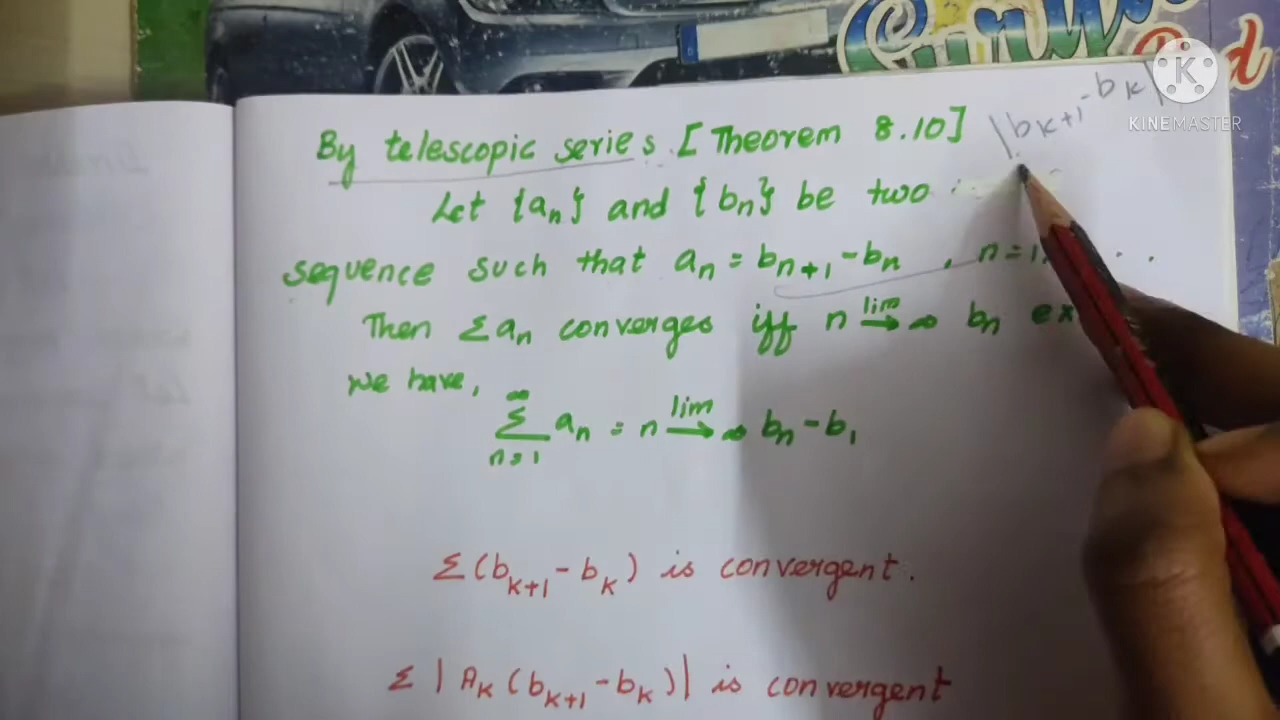 |bk+1 - bk|
KINEMASTER
By telescopic series [Theorem 8.10]
Let {an} and {bn} be two
sequence such that an = bn+1 - bn , n=1, . . .
Then Σan converges iff n lim→∞ bn
we have,
∞Σn=1 an = n lim→∞ bn - b1
Σ(bk+1 - bk) is convergent.
Σ | Ak (bk+1 - bk)| is convergent